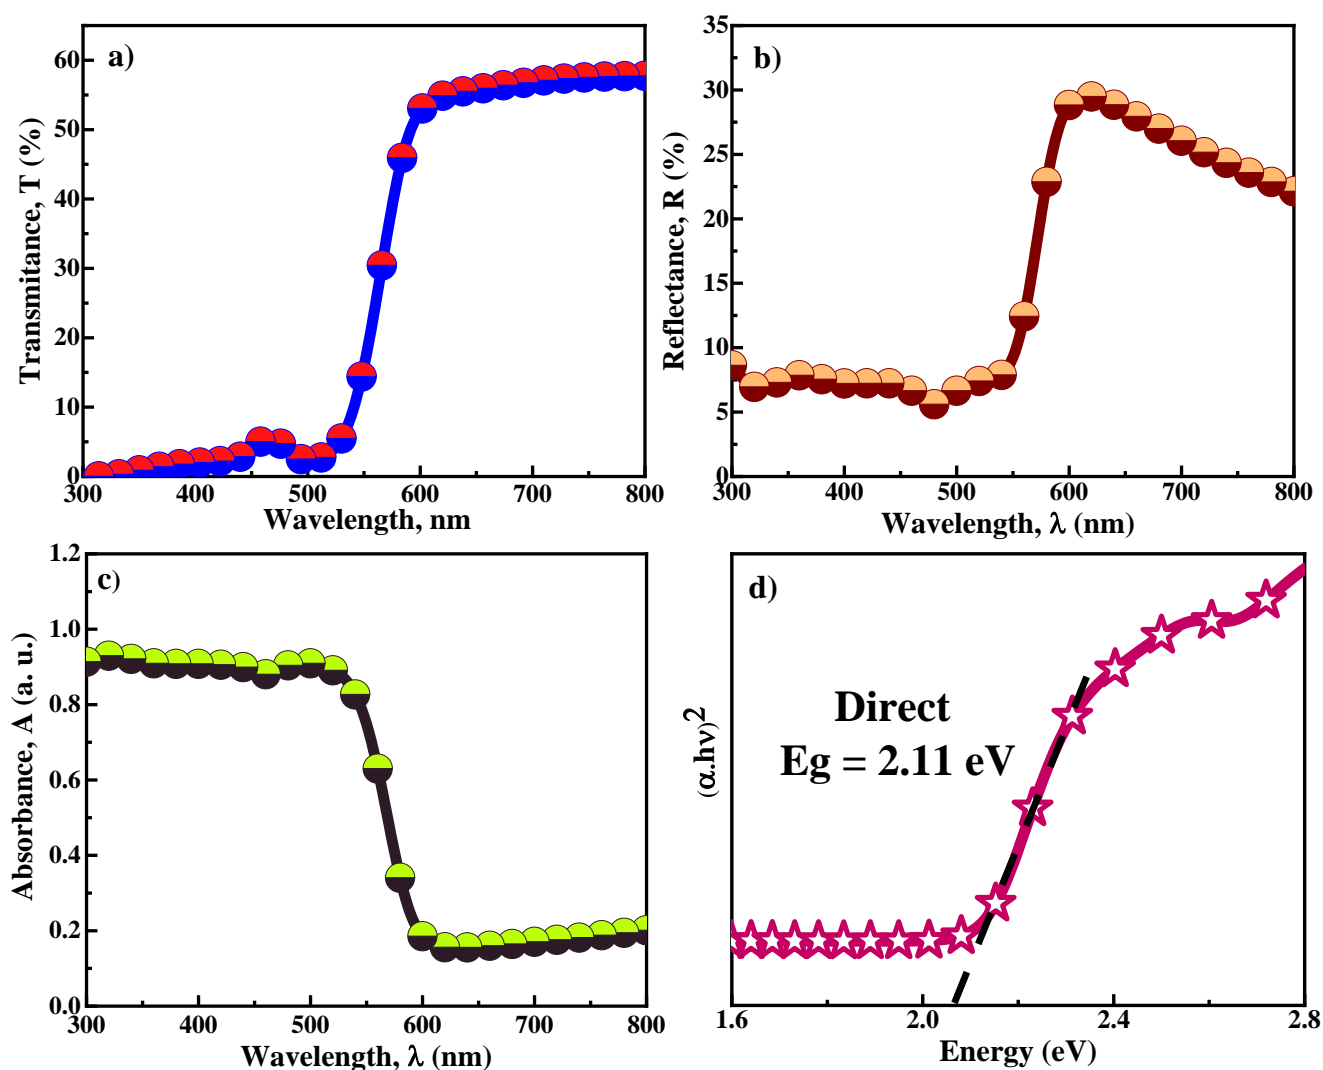 a)
Transmitance, T (%)
60
50
40
30
20
10
0
300 400 500 600 700 800
Wavelength, nm
b)
Reflectance, R (%)
35
30
25
20
15
10
5
0
300 400 500 600 700 800
Wavelength, λ (nm)
c)
Absorbance, A (a. u.)
1.2
1.0
0.8
0.6
0.4
0.2
0.0
300 400 500 600 700 800
Wavelength, λ (nm)
d)
(α.hν)²
Direct
Eg = 2.11 eV
1.6 2.0 2.4 2.8
Energy (eV)